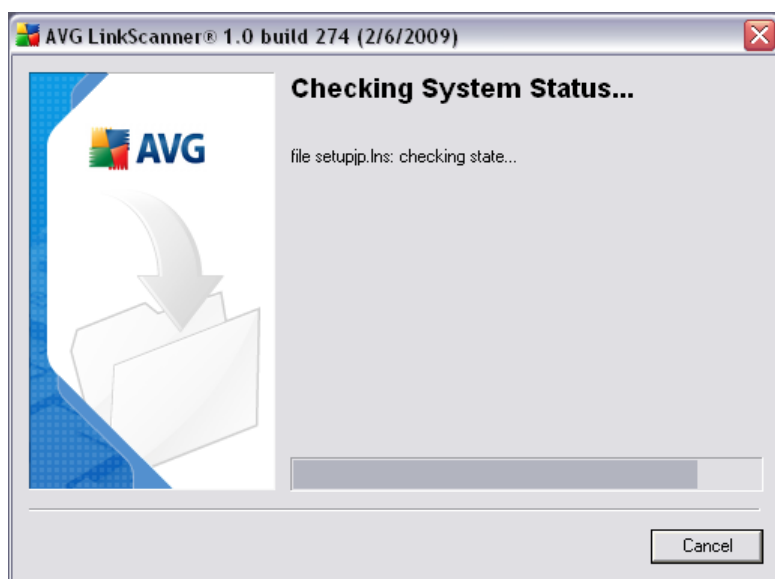 AVG LinkScanner® 1.0 build 274 (2/6/2009)
Checking System Status...
AVG
file setupjp.lns: checking state...
Cancel